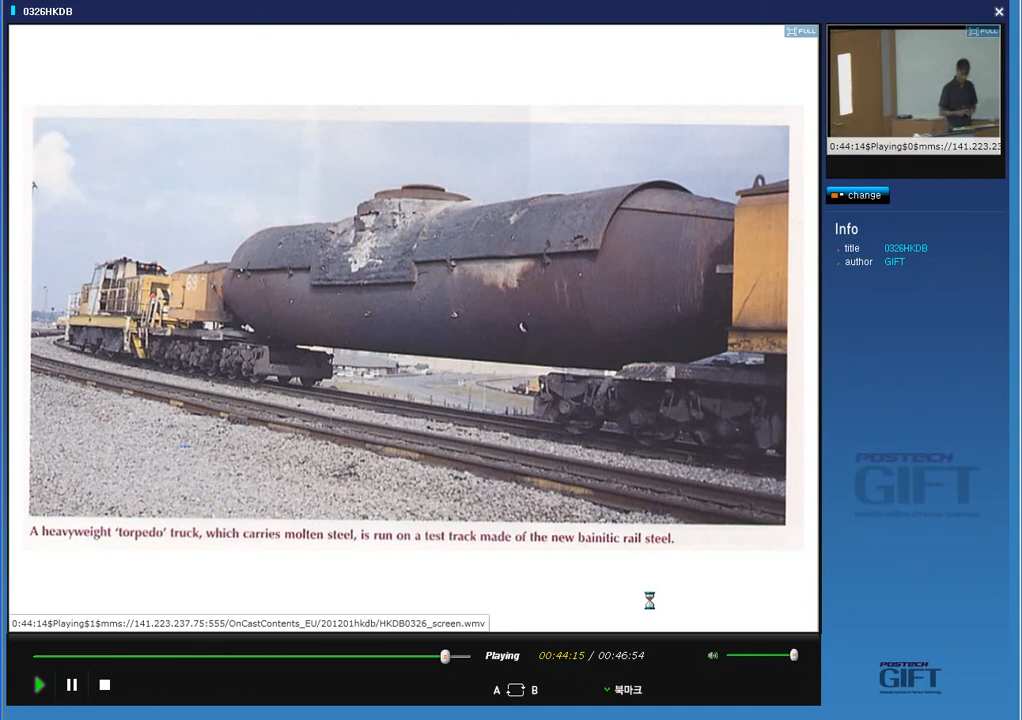 0326HKDB
FULL
FULL
0:44:14$Playing$0$mms://141.223.23
change
Info
title 0326HKDB
author GIFT
89
A heavyweight 'torpedo' truck, which carries molten steel, is run on a test track made of the new bainitic rail steel.
POSTECH
GIFT
0:44:14$Playing$1$mms://141.223.237.75:555/OnCastContents_EU/201201hkdb/HKDB0326_screen.wmv
Playing 00:44:15 / 00:46:54
A B 북마크
POSTECH
GIFT